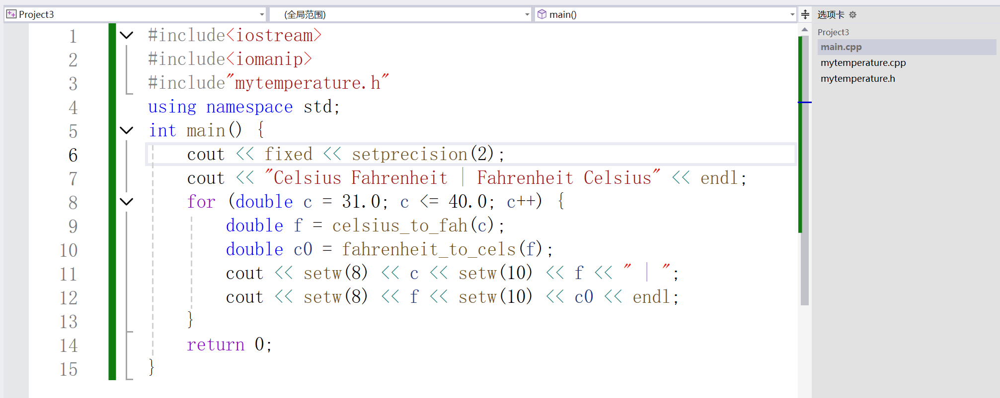 Project3 (全局范围) main() 选项卡
Project3
main.cpp
mytemperature.cpp
mytemperature.h
1 #include<iostream>
2 #include<iomanip>
3 #include"mytemperature.h"
4 using namespace std;
5 int main() {
6 cout << fixed << setprecision(2);
7 cout << "Celsius Fahrenheit | Fahrenheit Celsius" << endl;
8 for (double c = 31.0; c <= 40.0; c++) {
9 double f = celsius_to_fah(c);
10 double c0 = fahrenheit_to_cels(f);
11 cout << setw(8) << c << setw(10) << f << " | ";
12 cout << setw(8) << f << setw(10) << c0 << endl;
13 }
14 return 0;
15 }